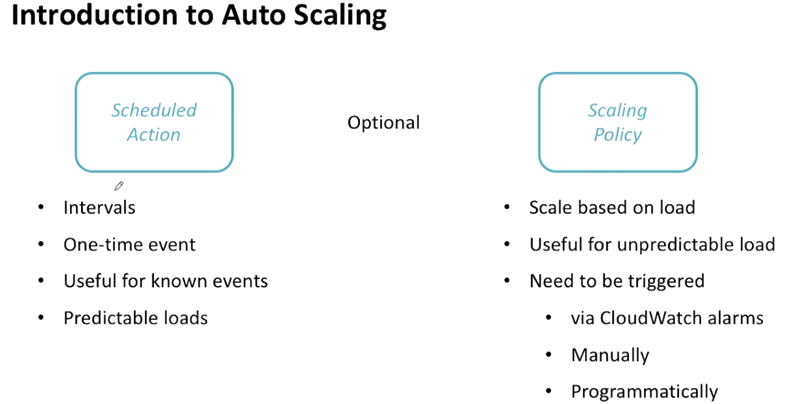 Introduction to Auto Scaling
Scheduled
Action
Optional
Scaling
Policy
• Intervals
• One-time event
• Useful for known events
• Predictable loads
• Scale based on load
• Useful for unpredictable load
• Need to be triggered
• via CloudWatch alarms
• Manually
• Programmatically